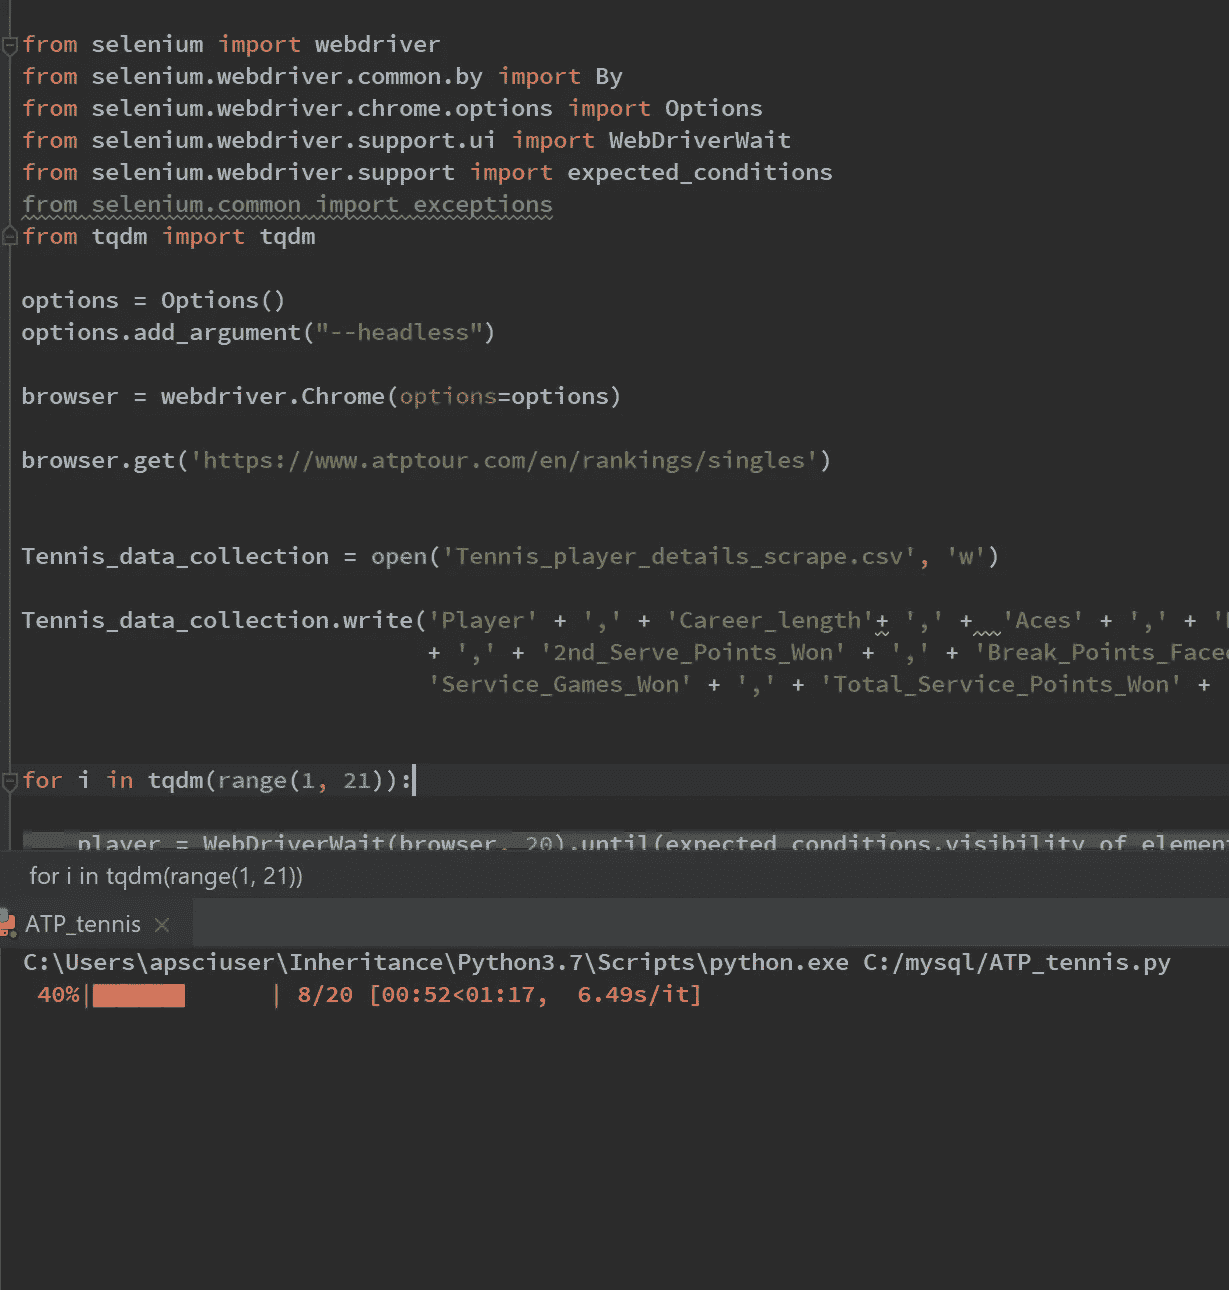 from selenium import webdriver
from selenium.webdriver.common.by import By
from selenium.webdriver.chrome.options import Options
from selenium.webdriver.support.ui import WebDriverWait
from selenium.webdriver.support import expected_conditions
from selenium.common import exceptions
from tqdm import tqdm
options = Options()
options.add_argument("--headless")
browser = webdriver.Chrome(options=options)
browser.get('https://www.atptour.com/en/rankings/singles')
Tennis_data_collection = open('Tennis_player_details_scrape.csv', 'w')
Tennis_data_collection.write('Player' + ',' + 'Career_length'+ ',' +  'Aces' + ',' + '
+ ',' + '2nd_Serve_Points_Won' + ',' + 'Break_Points_Face
'Service_Games_Won' + ',' + 'Total_Service_Points_Won' +
for i in tqdm(range(1, 21)):
player = WebDriverWait(browser, 20).until(expected_conditions.visibility_of_elemen
for i in tqdm(range(1, 21))
ATP_tennis
C:\Users\apsciuser\Inheritance\Python3.7\Scripts\python.exe C:/mysql/ATP_tennis.py
40%| | 8/20 [00:52<01:17,  6.49s/it]